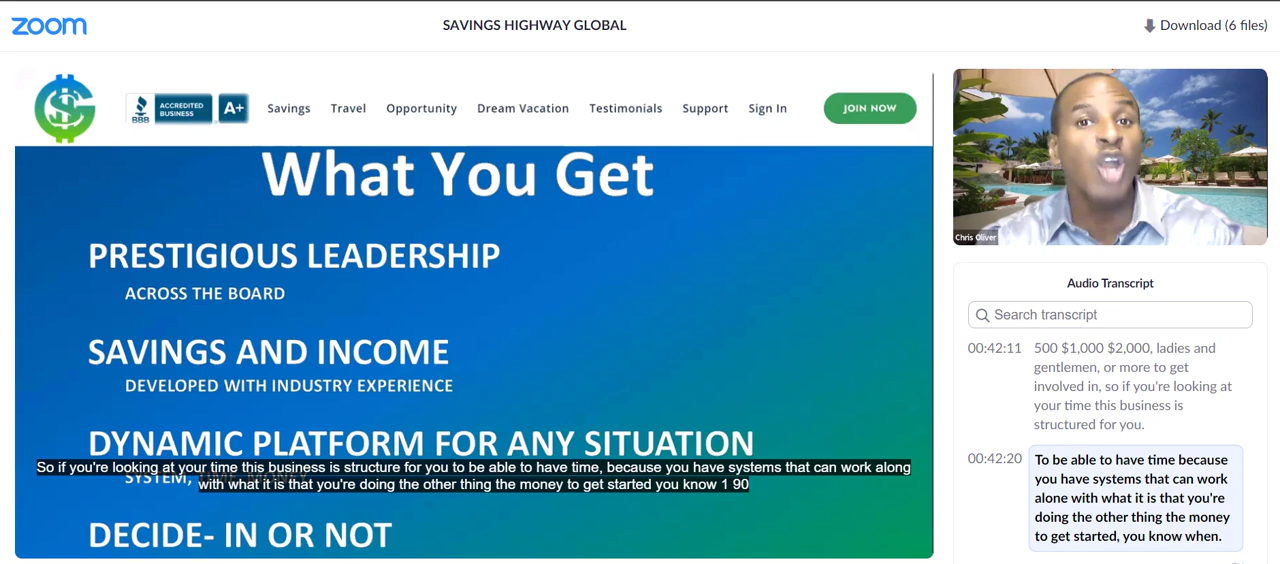 zoom
SAVINGS HIGHWAY GLOBAL
Download (6 files)
BBB
ACCREDITED
BUSINESS
A+
Savings
Travel
Opportunity
Dream Vacation
Testimonials
Support
Sign In
JOIN NOW
What You Get
PRESTIGIOUS LEADERSHIP
ACROSS THE BOARD
SAVINGS AND INCOME
DEVELOPED WITH INDUSTRY EXPERIENCE
DYNAMIC PLATFORM FOR ANY SITUATION
So if you're looking at your time this business is structure for you to be able to have time, because you have systems that can work along
SYSTEM,
with what it is that you're doing the other thing the money to get started you know 1 90
DECIDE- IN OR NOT
Chris Oliver
Audio Transcript
Search transcript
00:42:11
500 $1,000 $2,000, ladies and
gentlemen, or more to get
involved in, so if you're looking at
your time this business is
structured for you.
00:42:20
To be able to have time because
you have systems that can work
alone with what it is that you're
doing the other thing the money
to get started, you know when.